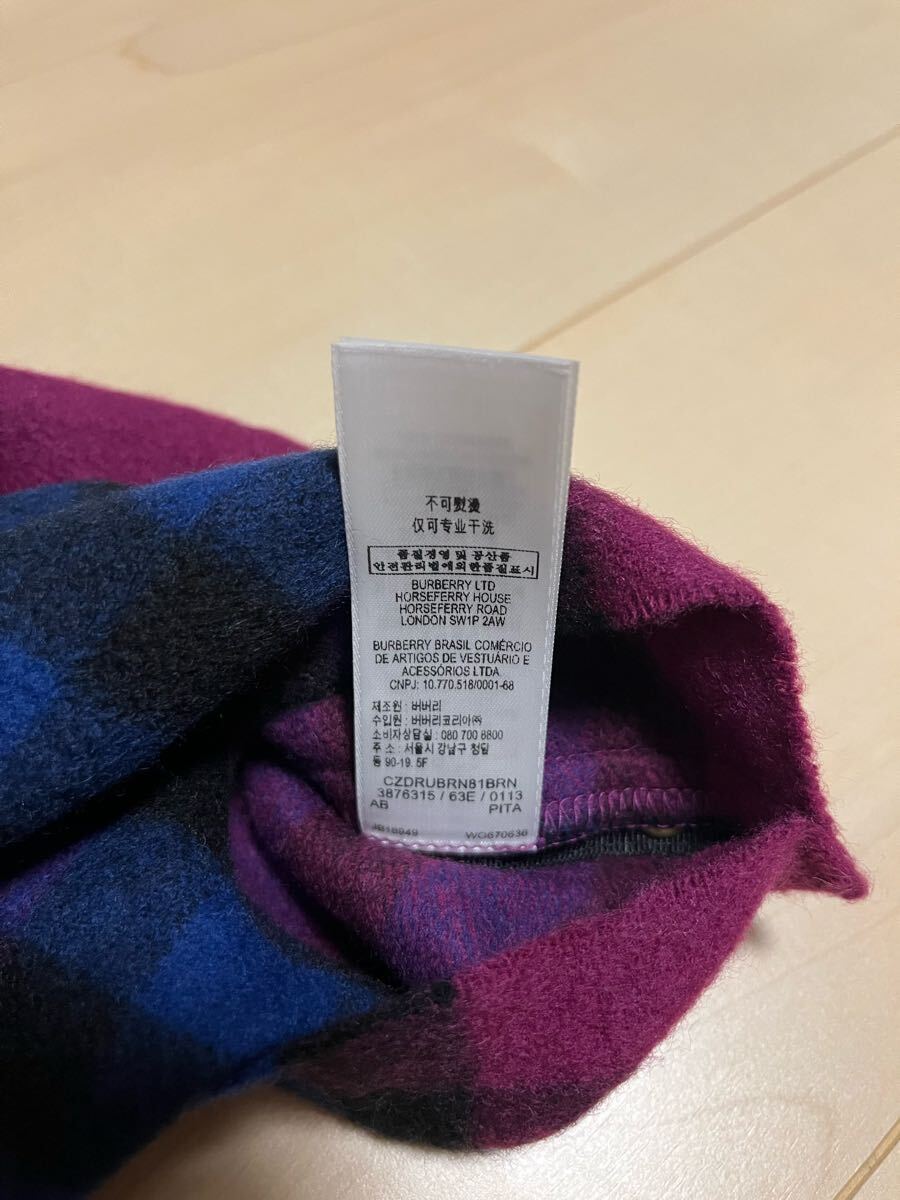 不可熨烫
仅可专业干洗
품질경영 및 공산품
안전관리법에의한품질표시
BURBERRY LTD
HORSEFERRY HOUSE
HORSEFERRY ROAD
LONDON SW1P 2AW
BURBERRY BRASIL COMÉRCIO
DE ARTIGOS DE VESTUÁRIO E
ACESSÓRIOS LTDA.
CNPJ: 10.770.518/0001-68
제조원 : 버버리
수입원 : 버버리코리아㈜
소비자상담실 : 080 700 8800
주 소 : 서울시 강남구 청담
동 90-19. 5F
CZDRUBRN81BRN
3876315 / 63E / 0113
AB PITA
JB18949 WO670636